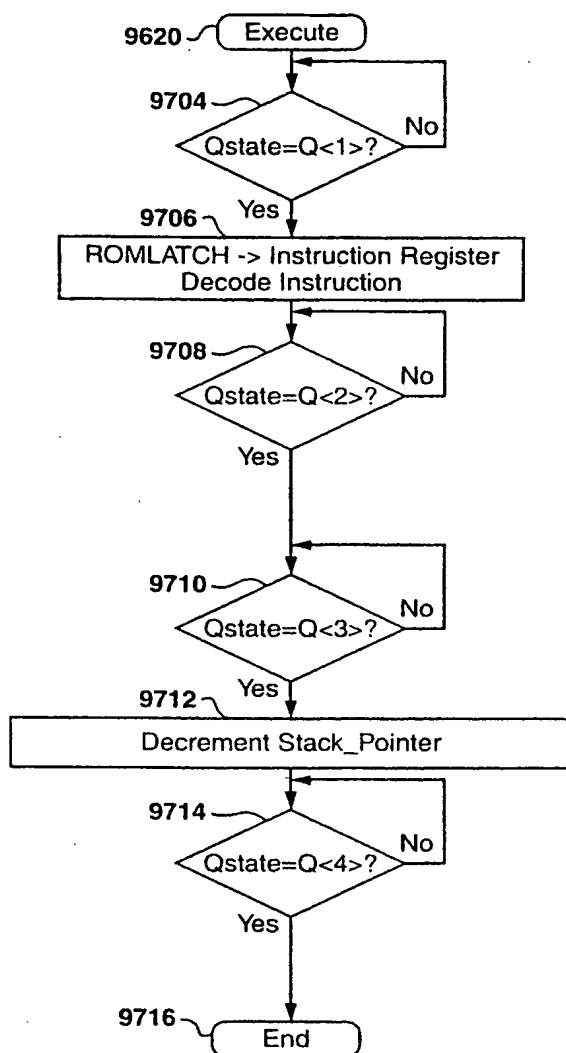 9620 Execute
9704
Qstate=Q<1>?
No
Yes
9706
ROMLATCH -> Instruction Register
Decode Instruction
9708
Qstate=Q<2>?
No
Yes
9710
Qstate=Q<3>?
No
Yes
9712
Decrement Stack_Pointer
9714
Qstate=Q<4>?
No
Yes
9716 End